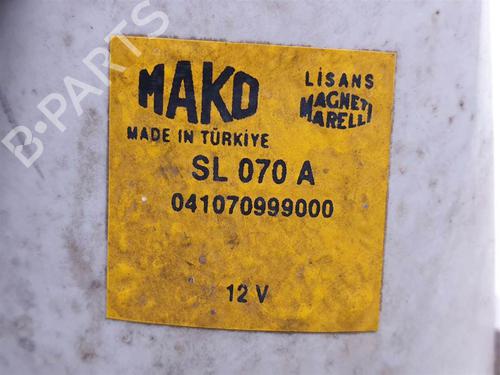 MAKO
LİSANS
MAGNETI
MARELLI
MADE IN TÜRKİYE
SL 070 A
041070999000
12 V
B-PARTS